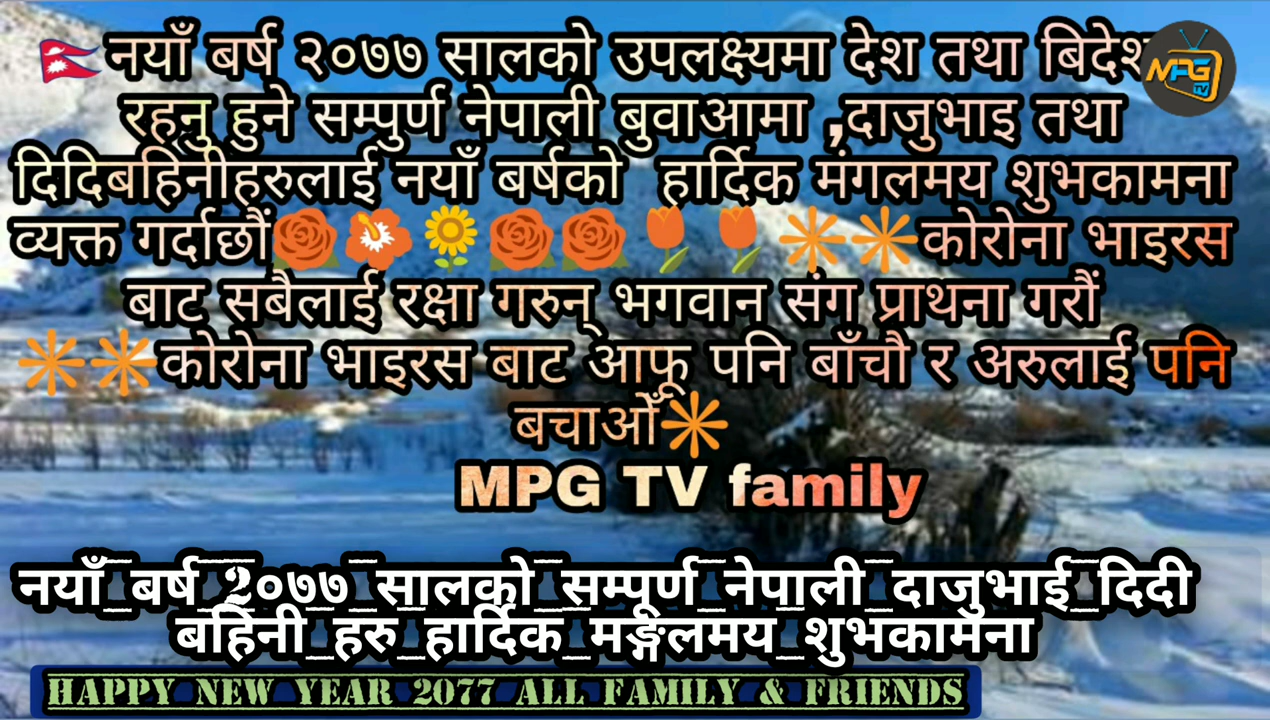 🇳🇵नयाँ बर्ष २०७७ सालको उपलक्ष्यमा देश तथा बिदेश
MPG TV
रहनु हुने सम्पुर्ण नेपाली बुवाआमा ,दाजुभाइ तथा
दिदिबहिनीहरुलाई नयाँ बर्षको हार्दिक मंगलमय शुभकामना
व्यक्त गर्दाछौं🌹🌺🌻🌹🌹🌷🌷✳✳कोरोना भाइरस
बाट सबैलाई रक्षा गरुन् भगवान संग प्राथना गरौं
✳✳कोरोना भाइरस बाट आफू पनि बाँचौ र अरुलाई पनि
बचाओँ✳
MPG TV family
नयाँ_बर्ष_2०७७_सालको_सम्पूर्ण_नेपाली_दाजुभाई_दिदी
बहिनी_हरु_हार्दिक_मङ्गलमय_शुभकामना
HAPPY NEW YEAR 2077 ALL FAMILY & FRIENDS